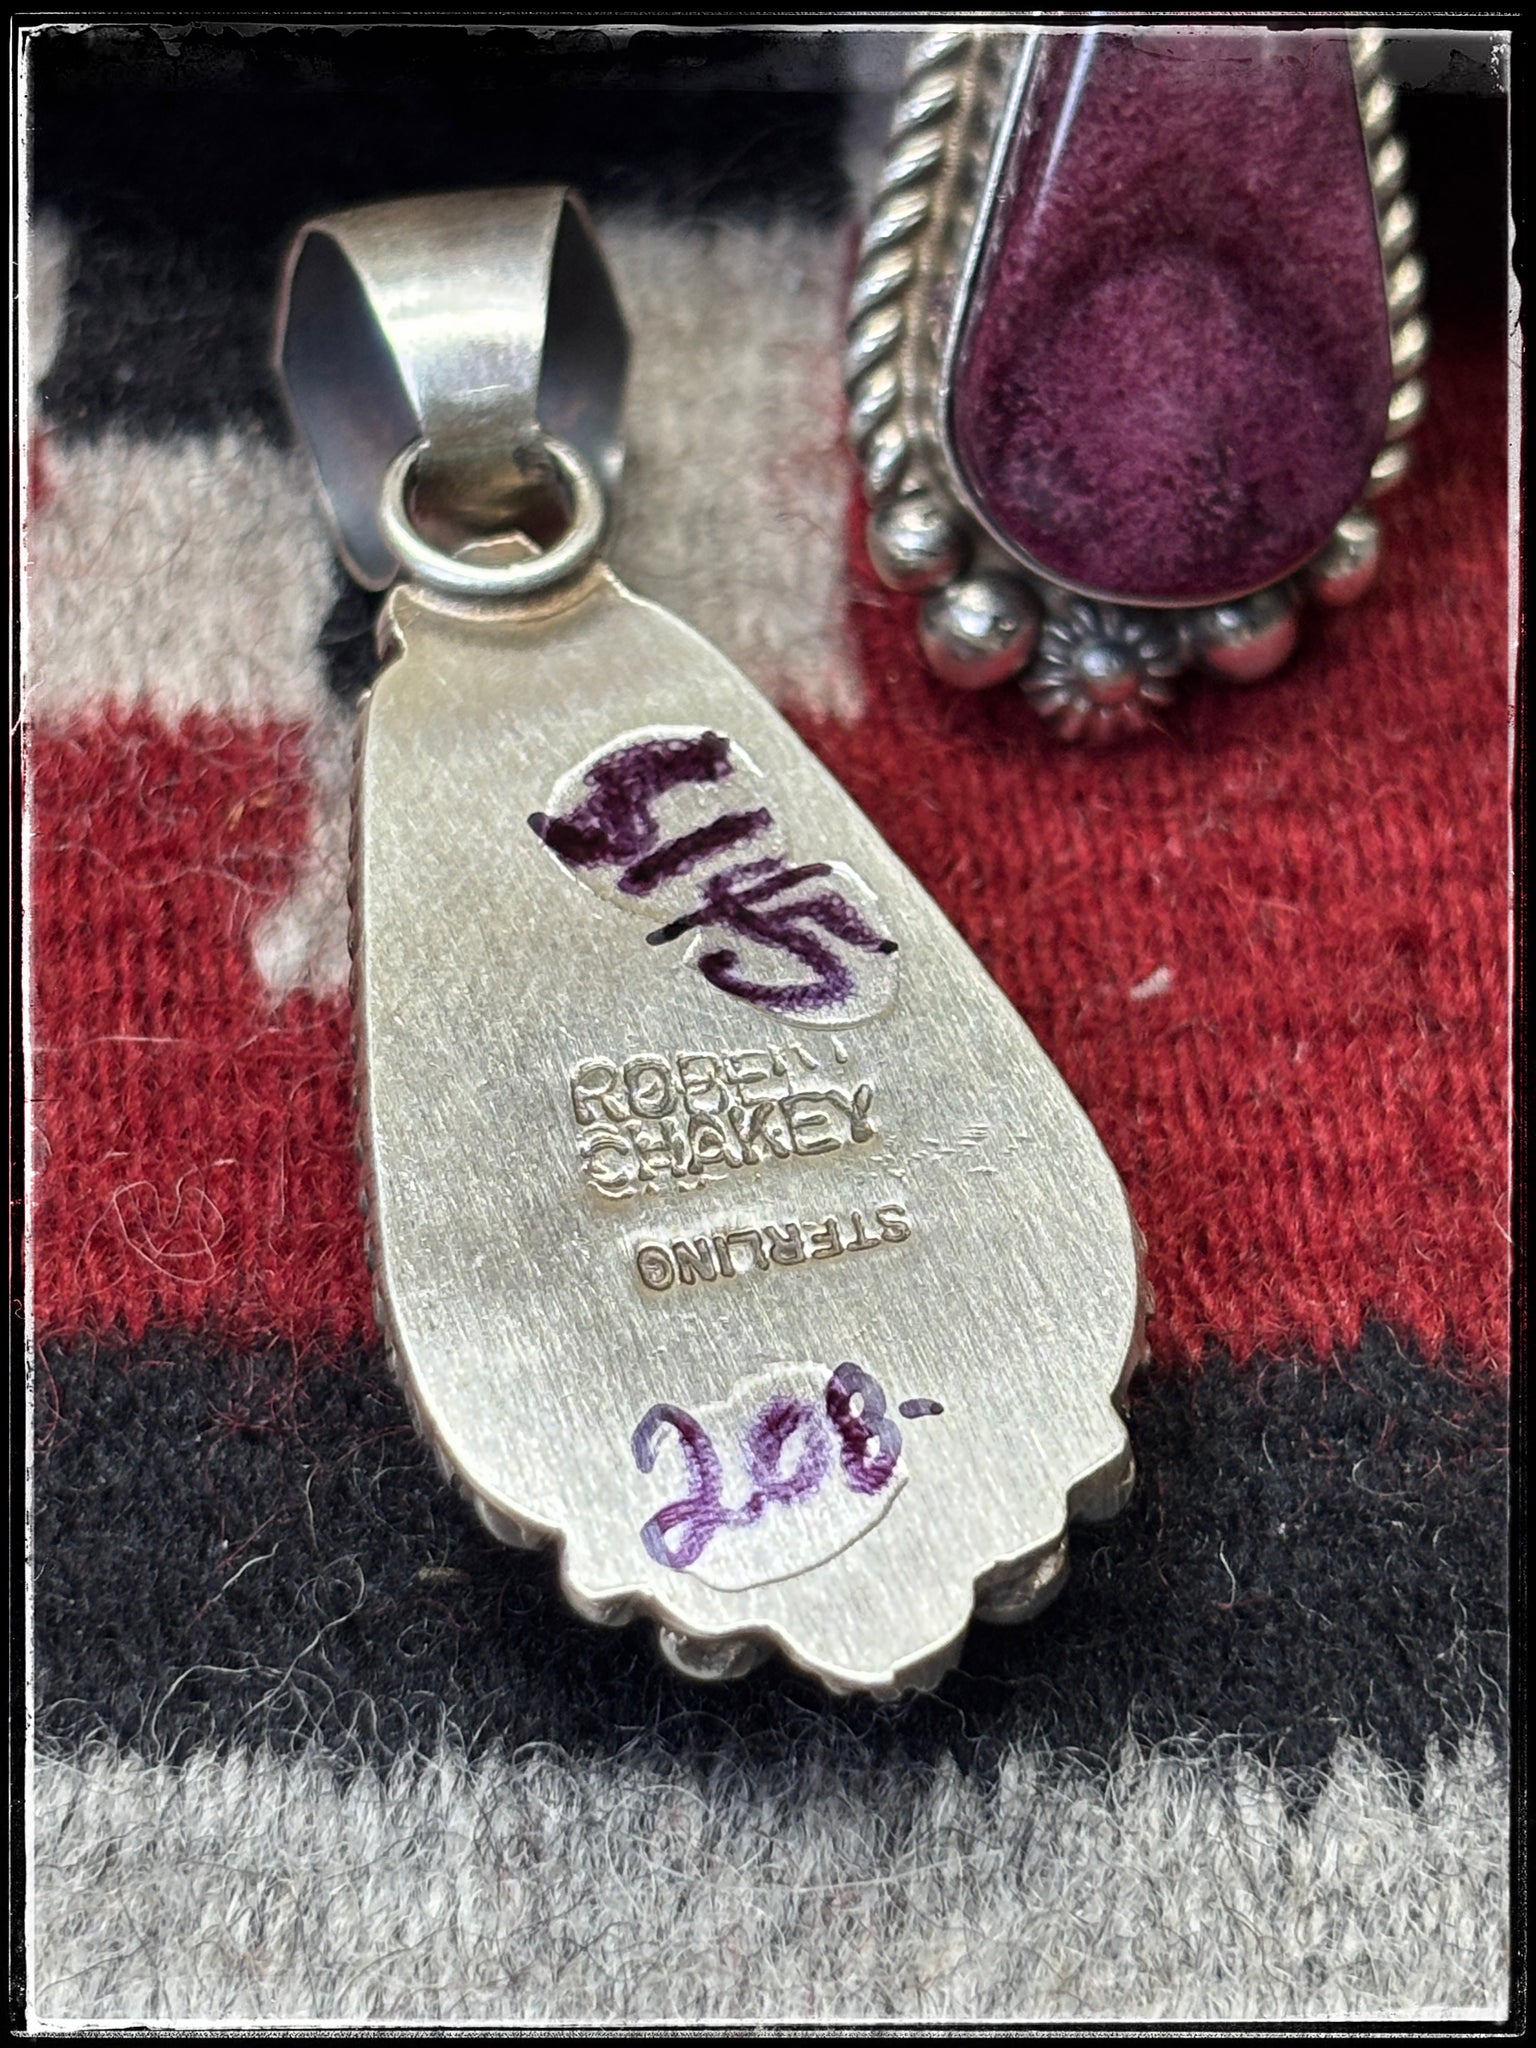 ROBERT
CHAKEY
STERLING
208-